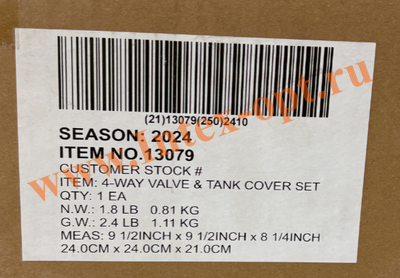 (21)13079(250)2410
SEASON: 2024
ITEM NO.13079
CUSTOMER STOCK #
ITEM: 4-WAY VALVE & TANK COVER SET
QTY: 1 EA
N.W.: 1.8 LB 0.81 KG
G.W.: 2.4 LB 1.11 KG
MEAS: 9 1/2INCH x 9 1/2INCH x 8 1/4INCH
24.0CM x 24.0CM x 21.0CM
www.intex-opt.ru